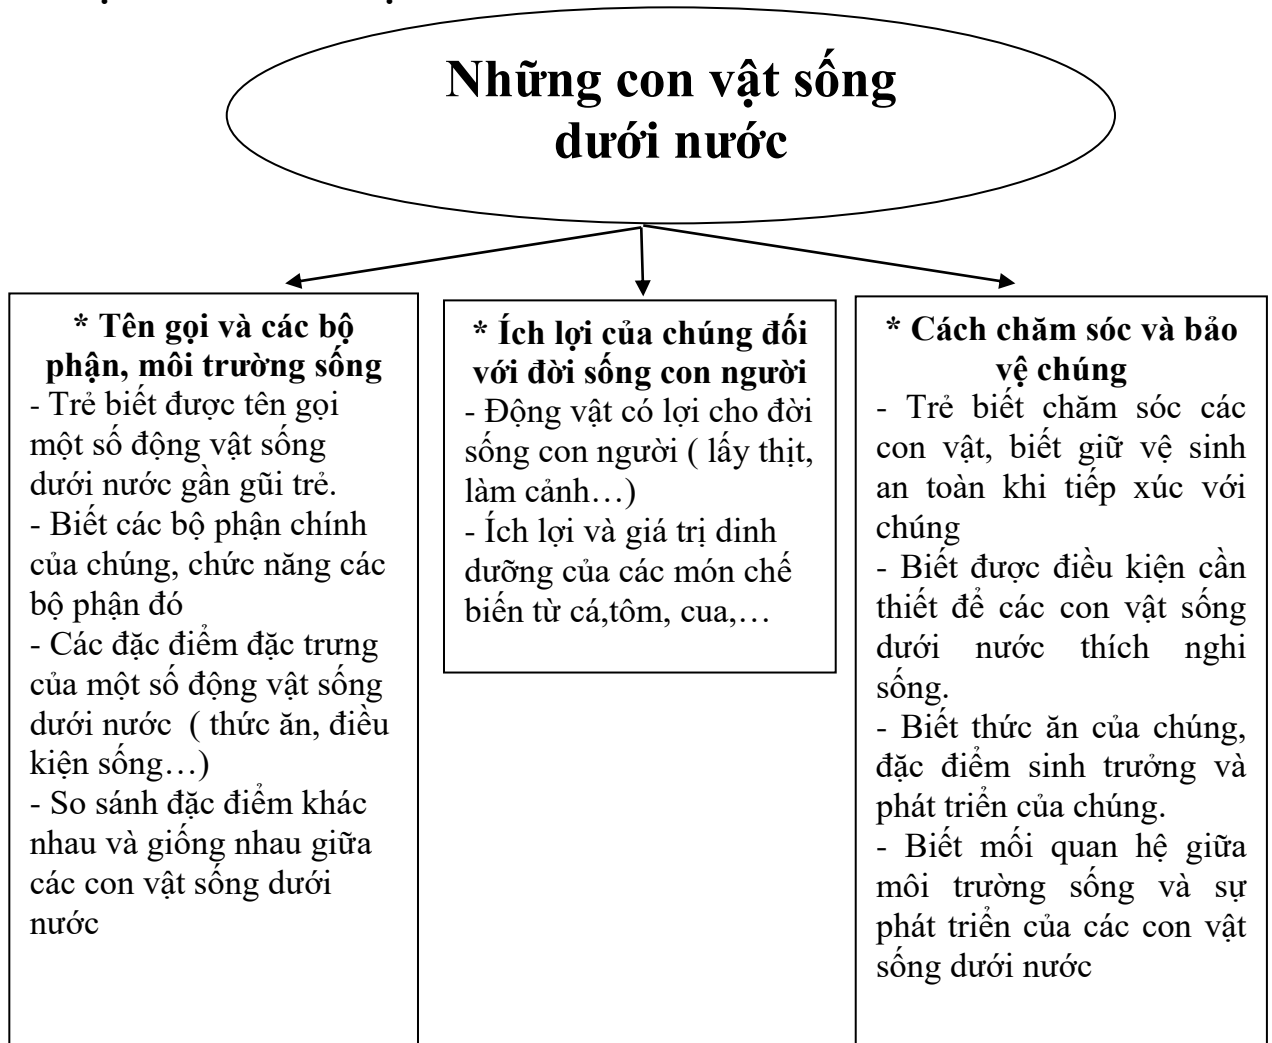 Những con vật sống
dưới nước
* Tên gọi và các bộ
phận, môi trường sống
- Trẻ biết được tên gọi
một số động vật sống
dưới nước gần gũi trẻ.
- Biết các bộ phận chính
của chúng, chức năng các
bộ phận đó
- Các đặc điểm đặc trưng
của một số động vật sống
dưới nước ( thức ăn, điều
kiện sống…)
- So sánh đặc điểm khác
nhau và giống nhau giữa
các con vật sống dưới
nước
* Ích lợi của chúng đối
với đời sống con người
- Động vật có lợi cho đời
sống con người ( lấy thịt,
làm cảnh…)
- Ích lợi và giá trị dinh
dưỡng của các món chế
biến từ cá,tôm, cua,…
* Cách chăm sóc và bảo
vệ chúng
- Trẻ biết chăm sóc các
con vật, biết giữ vệ sinh
an toàn khi tiếp xúc với
chúng
- Biết được điều kiện cần
thiết để các con vật sống
dưới nước thích nghi
sống.
- Biết thức ăn của chúng,
đặc điểm sinh trưởng và
phát triển của chúng.
- Biết mối quan hệ giữa
môi trường sống và sự
phát triển của các con vật
sống dưới nước